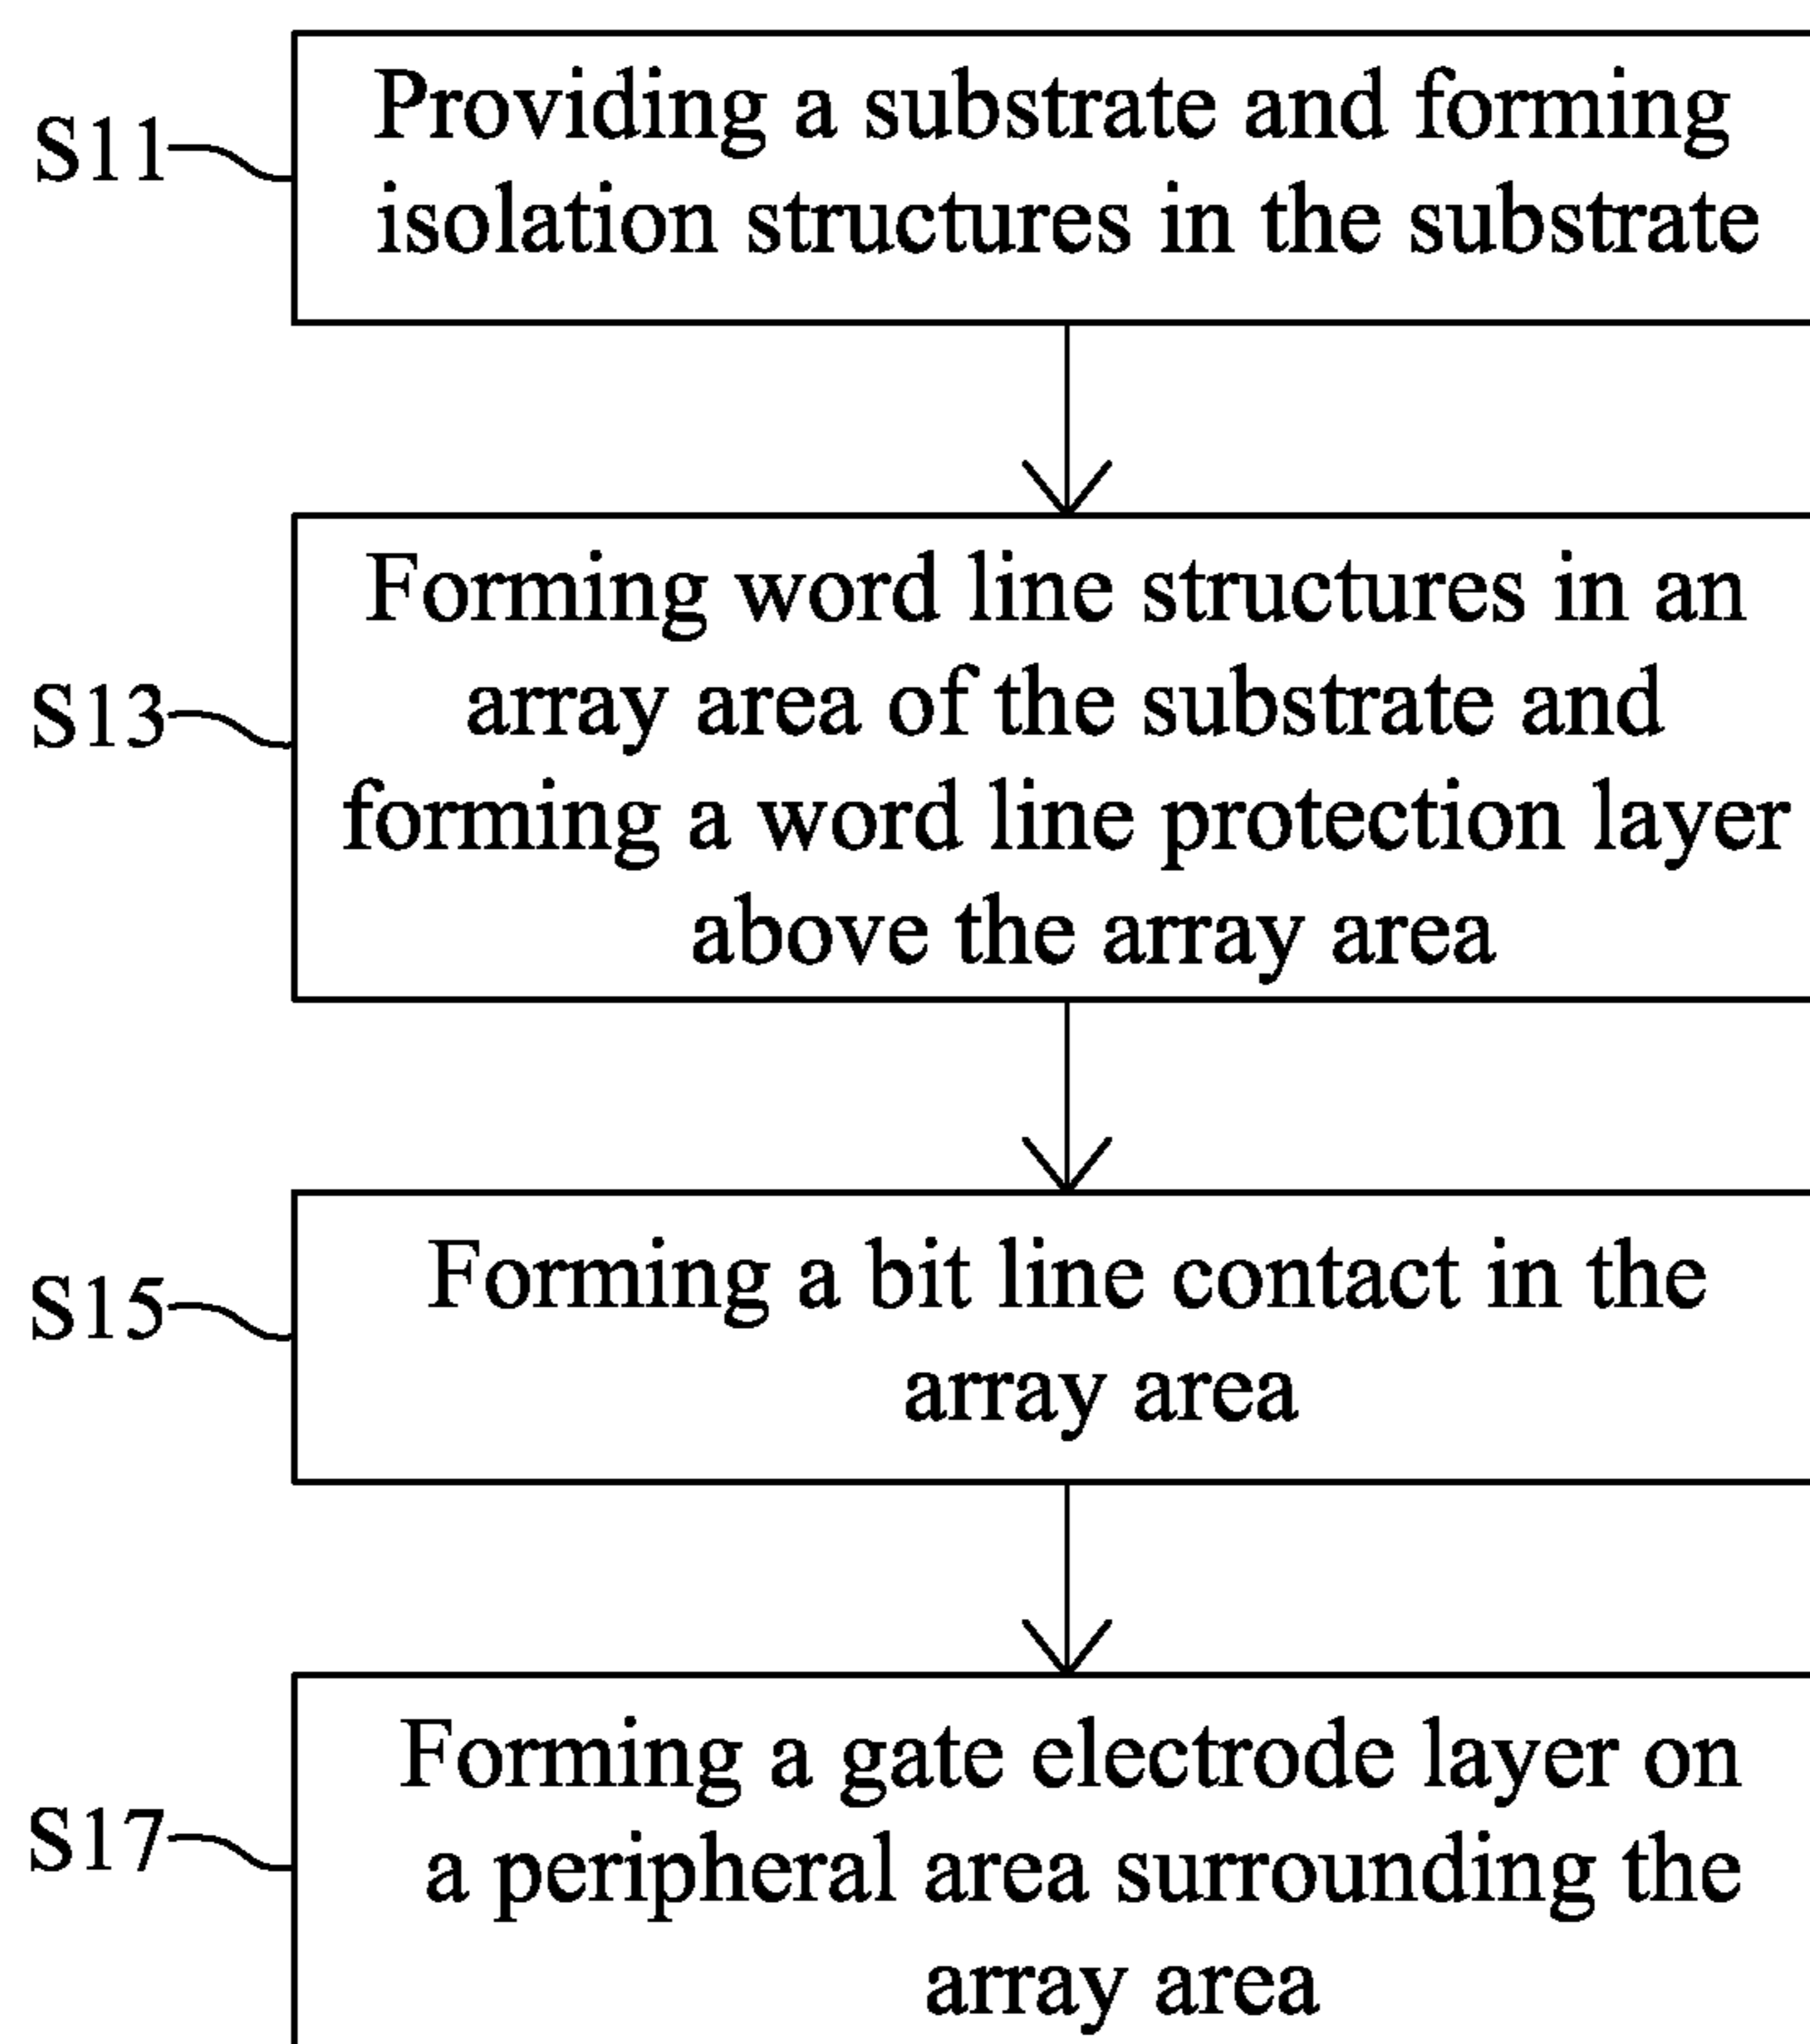 S11
Providing a substrate and forming
isolation structures in the substrate
S13
Forming word line structures in an
array area of the substrate and
forming a word line protection layer
above the array area
S15
Forming a bit line contact in the
array area
S17
Forming a gate electrode layer on
a peripheral area surrounding the
array area